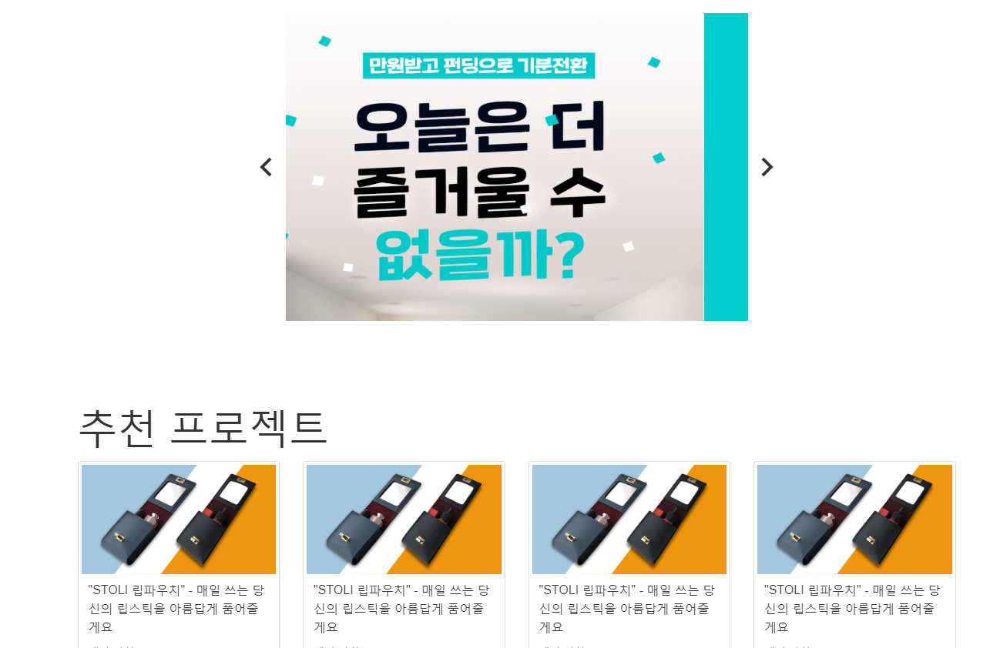 만원받고 펀딩으로 기분전환
오늘은 더
즐거울 수
없을까?
추천 프로젝트
"STOLI 립파우치" - 매일 쓰는 당
신의 립스틱을 아름답게 품어줄
게요
"STOLI 립파우치" - 매일 쓰는 당
신의 립스틱을 아름답게 품어줄
게요
"STOLI 립파우치" - 매일 쓰는 당
신의 립스틱을 아름답게 품어줄
게요
"STOLI 립파우치" - 매일 쓰는 당
신의 립스틱을 아름답게 품어줄
게요